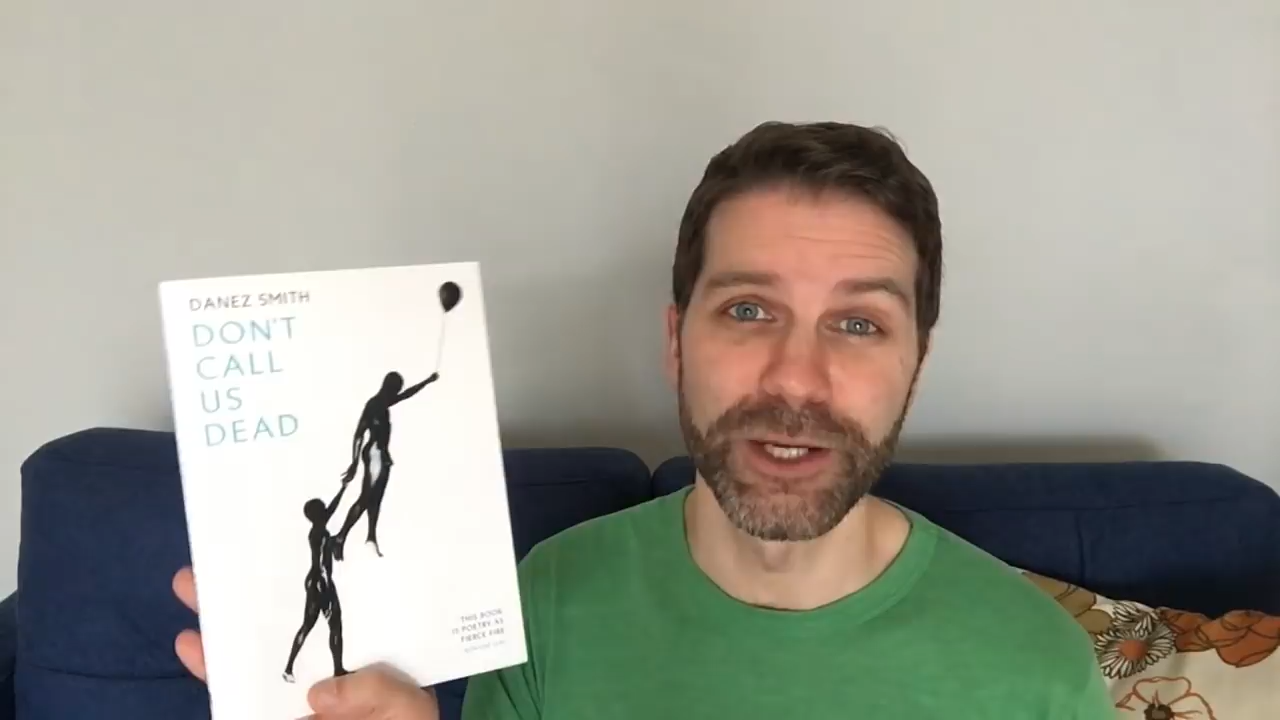 DANEZ SMITH
DON'T
CALL
US
DEAD
THIS BOOK
IS POETRY AS
FIERCE FIRE